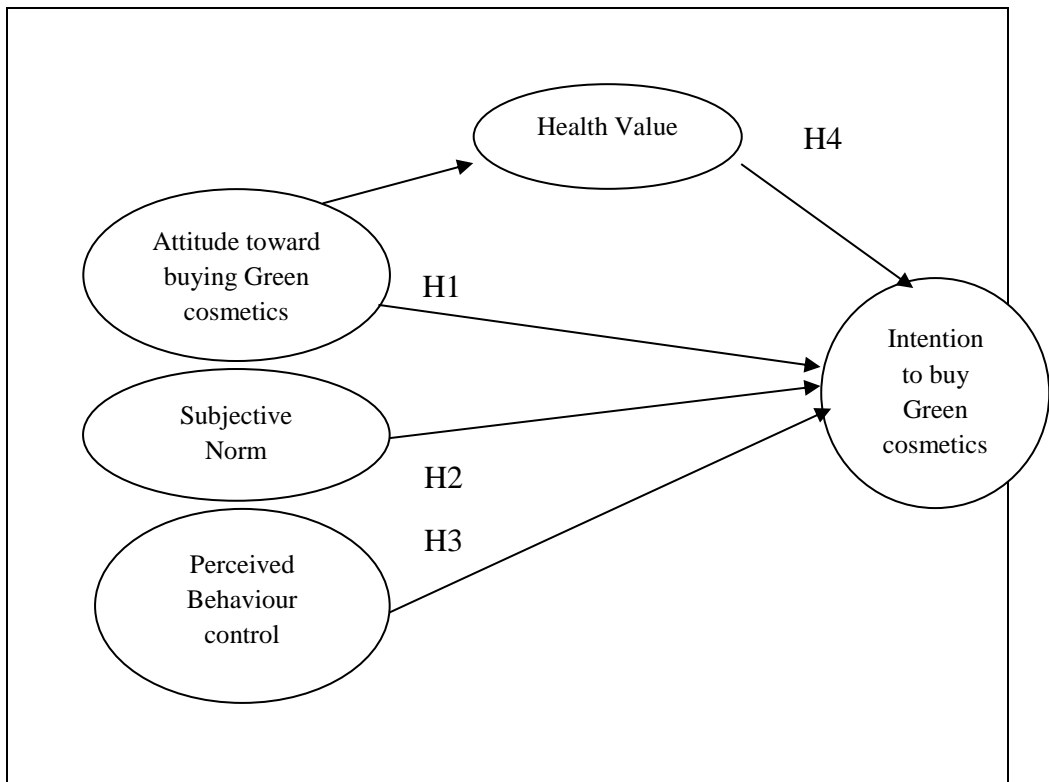 Health Value
H4
Attitude toward
buying Green
cosmetics
H1
Intention
to buy
Green
cosmetics
Subjective
Norm
H2
H3
Perceived
Behaviour
control